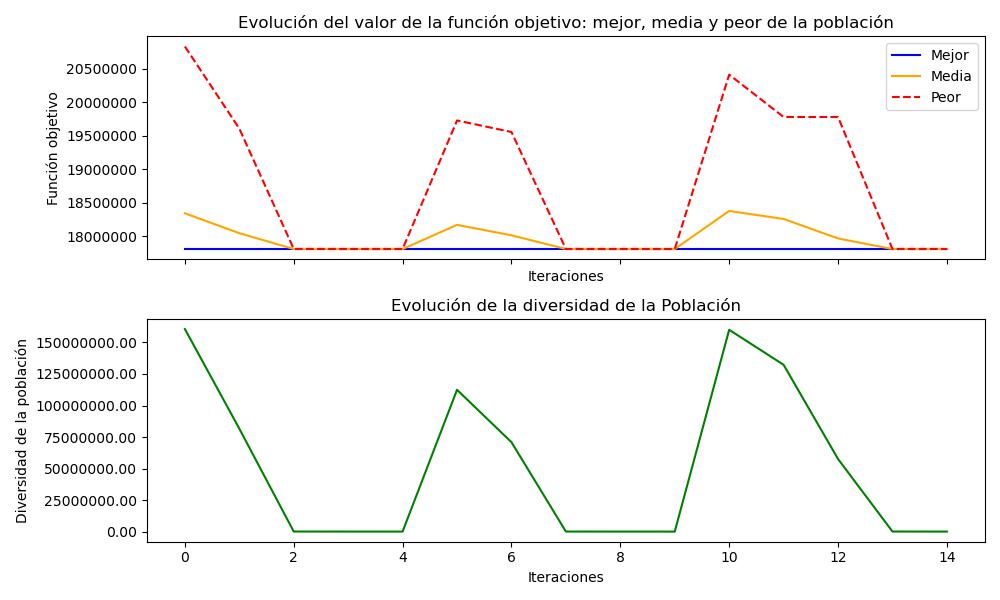 Evolución del valor de la función objetivo: mejor, media y peor de la población
Función objetivo
20500000
20000000
19500000
19000000
18500000
18000000
Mejor
Media
Peor
Iteraciones
Evolución de la diversidad de la Población
Diversidad de la población
150000000.00
125000000.00
100000000.00
75000000.00
50000000.00
25000000.00
0.00
0 2 4 6 8 10 12 14
Iteraciones